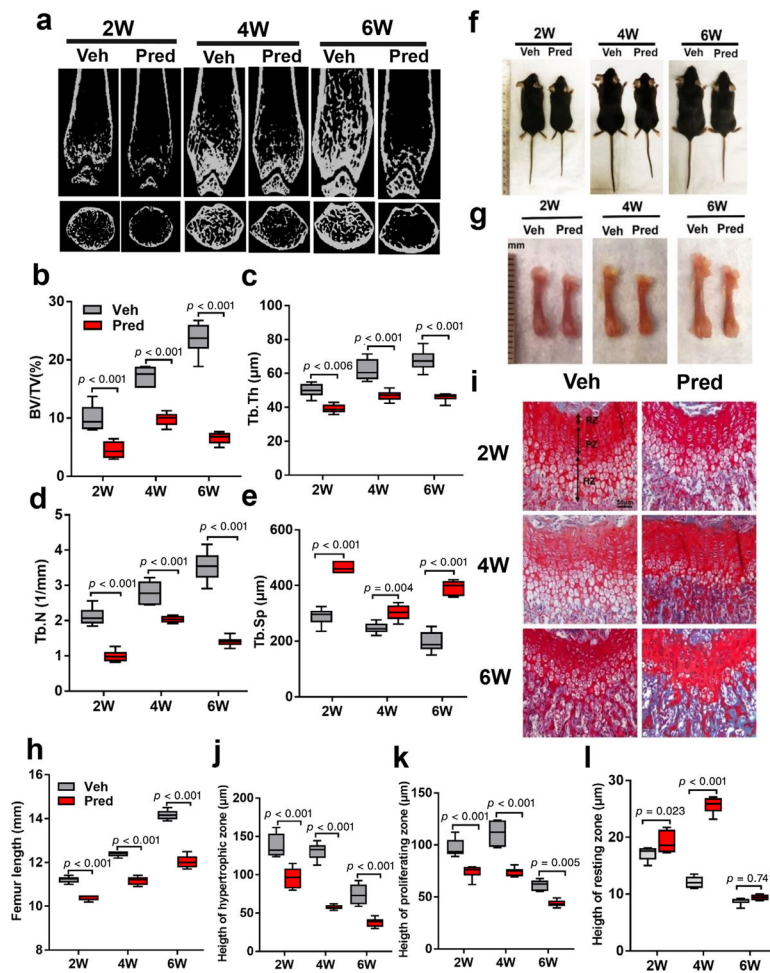 a
2W
4W
6W
Veh
Pred
Veh
Pred
Veh
Pred
b
BV/TV(%)
30
20
10
0
Veh
Pred
p < 0.001
p < 0.001
p < 0.001
2W
4W
6W
c
Tb.Th (μm)
100
80
60
40
20
0
p < 0.006
p < 0.001
p < 0.001
2W
4W
6W
d
Tb.N (1/mm)
5
4
3
2
1
0
p < 0.001
p < 0.001
p < 0.001
2W
4W
6W
e
Tb.Sp (μm)
600
400
200
0
p < 0.001
p = 0.004
p < 0.001
2W
4W
6W
f
2W
4W
6W
Veh
Pred
Veh
Pred
Veh
Pred
g
2W
4W
6W
Veh
Pred
Veh
Pred
Veh
Pred
mm
i
Veh
Pred
2W
RZ
PZ
HZ
50μm
4W
6W
h
Femur length (mm)
16
14
12
10
8
Veh
Pred
p < 0.001
p < 0.001
p < 0.001
2W
4W
6W
j
Heigth of hypertrophic zone (μm)
200
150
100
50
0
p < 0.001
p < 0.001
p < 0.001
2W
4W
6W
k
Heigth of proliferating zone (μm)
150
100
50
0
p < 0.001
p < 0.001
p = 0.005
2W
4W
6W
l
Heigth of resting zone (μm)
30
20
10
0
p = 0.023
p < 0.001
p = 0.74
2W
4W
6W